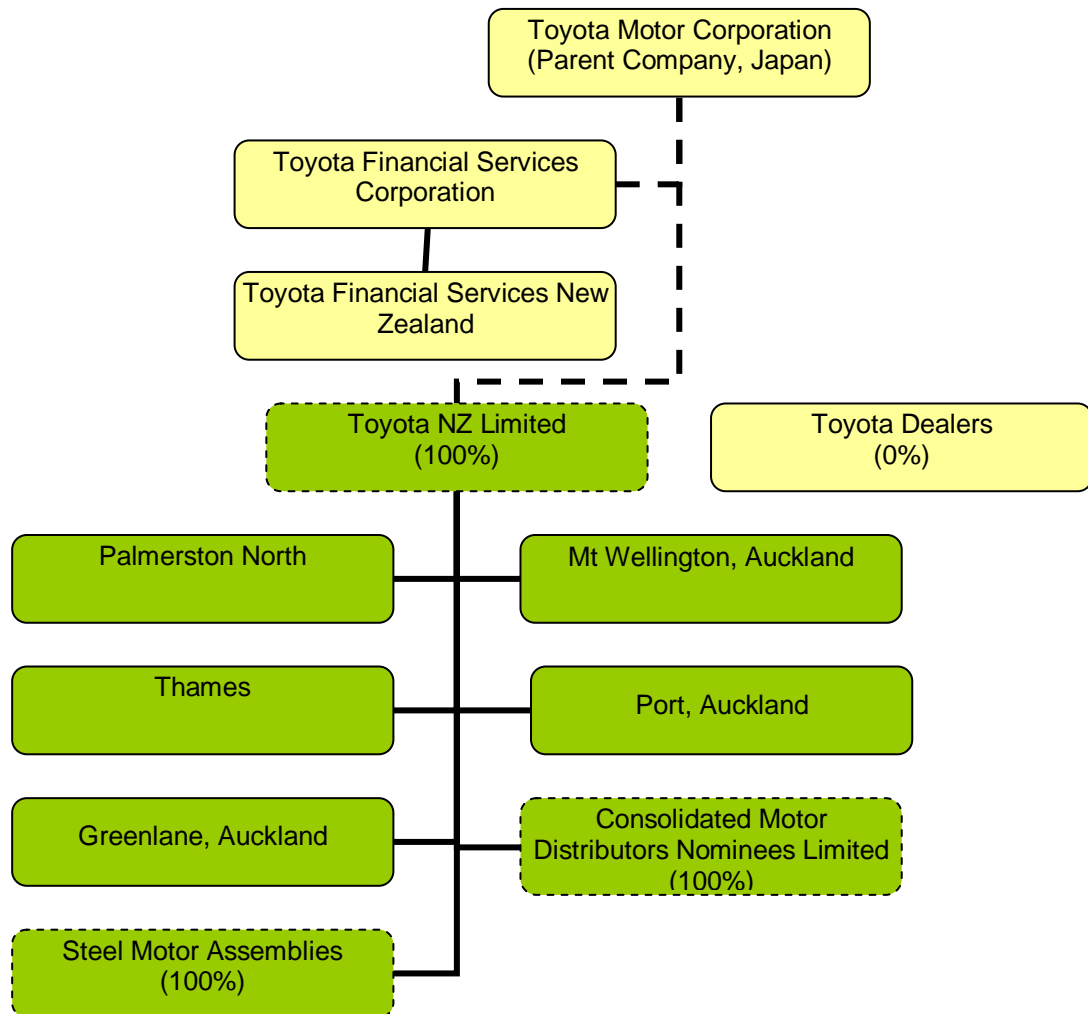 Toyota Motor Corporation
(Parent Company, Japan)
Toyota Financial Services
Corporation
Toyota Financial Services New
Zealand
Toyota NZ Limited
(100%)
Toyota Dealers
(0%)
Palmerston North
Mt Wellington, Auckland
Thames
Port, Auckland
Greenlane, Auckland
Consolidated Motor
Distributors Nominees Limited
(100%)
Steel Motor Assemblies
(100%)